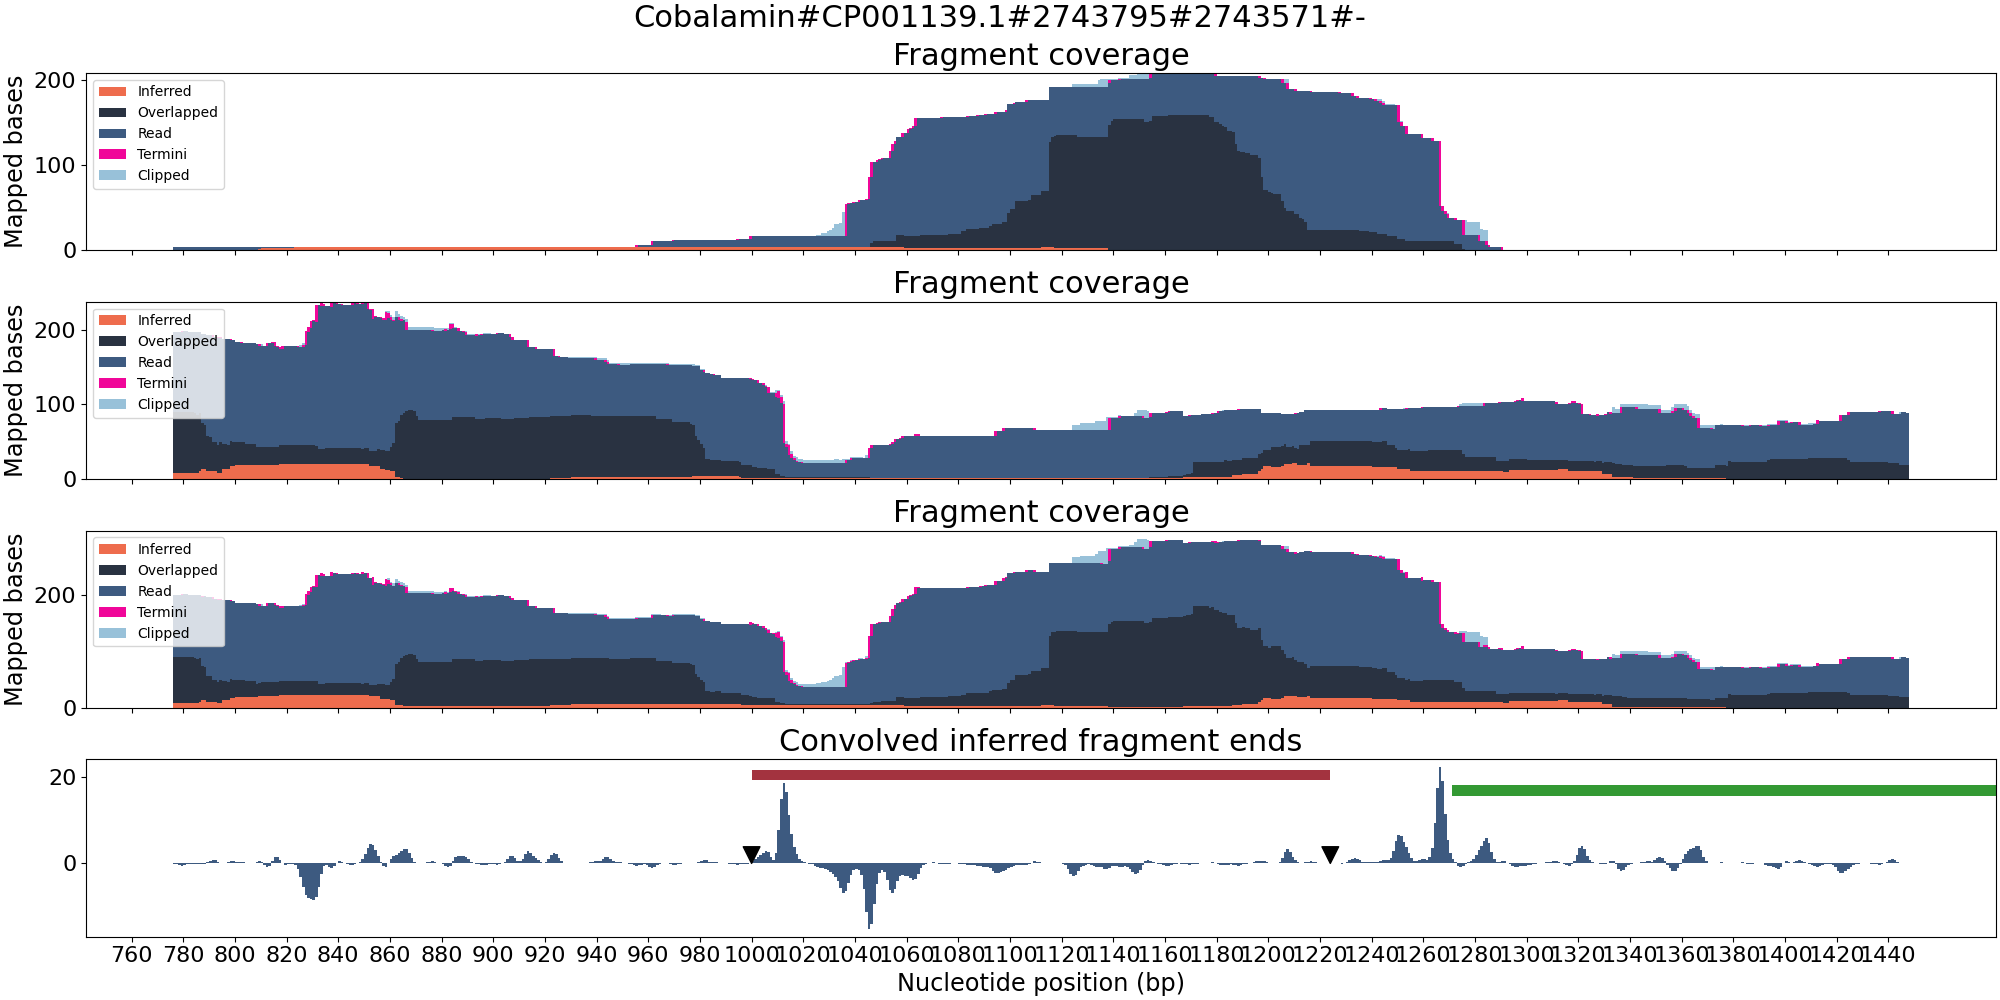 Cobalamin#CP001139.1#2743795#2743571#-
Fragment coverage
Mapped bases
200
100
0
Inferred
Overlapped
Read
Termini
Clipped
Fragment coverage
Mapped bases
200
100
0
Inferred
Overlapped
Read
Termini
Clipped
Fragment coverage
Mapped bases
200
0
Inferred
Overlapped
Read
Termini
Clipped
Convolved inferred fragment ends
20
0
760 780 800 820 840 860 880 900 920 940 960 980 1000 1020 1040 1060 1080 1100 1120 1140 1160 1180 1200 1220 1240 1260 1280 1300 1320 1340 1360 1380 1400 1420 1440
Nucleotide position (bp)